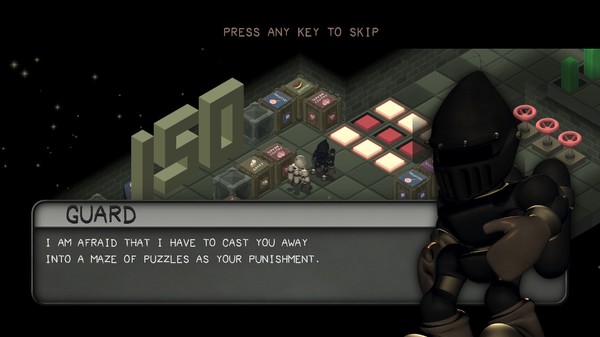 PRESS ANY KEY TO SKIP
ISO
GUARD
I AM AFRAID THAT I HAVE TO CAST YOU AWAY
INTO A MAZE OF PUZZLES AS YOUR PUNISHMENT.